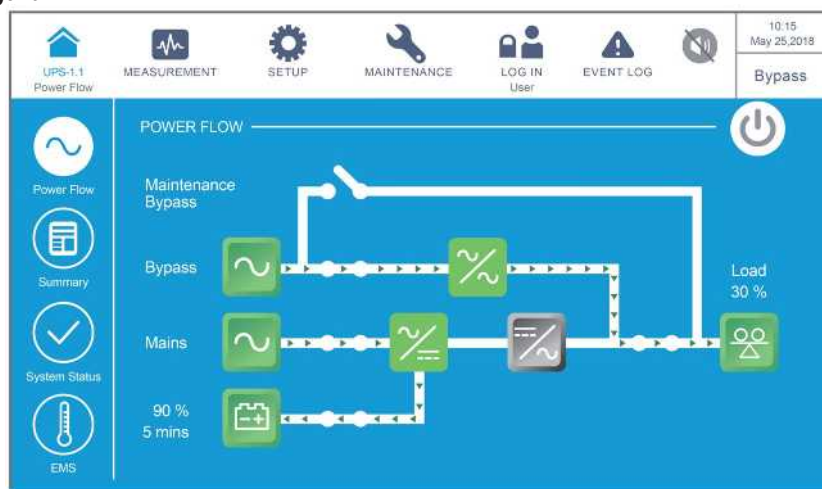 UPS-1.1
Power Flow
MEASUREMENT
SETUP
MAINTENANCE
LOG IN
User
EVENT LOG
10:15
May 25,2018
Bypass
POWER FLOW
Power Flow
Summary
System Status
EMS
Maintenance
Bypass
Bypass
Mains
90 %
5 mins
Load
30 %